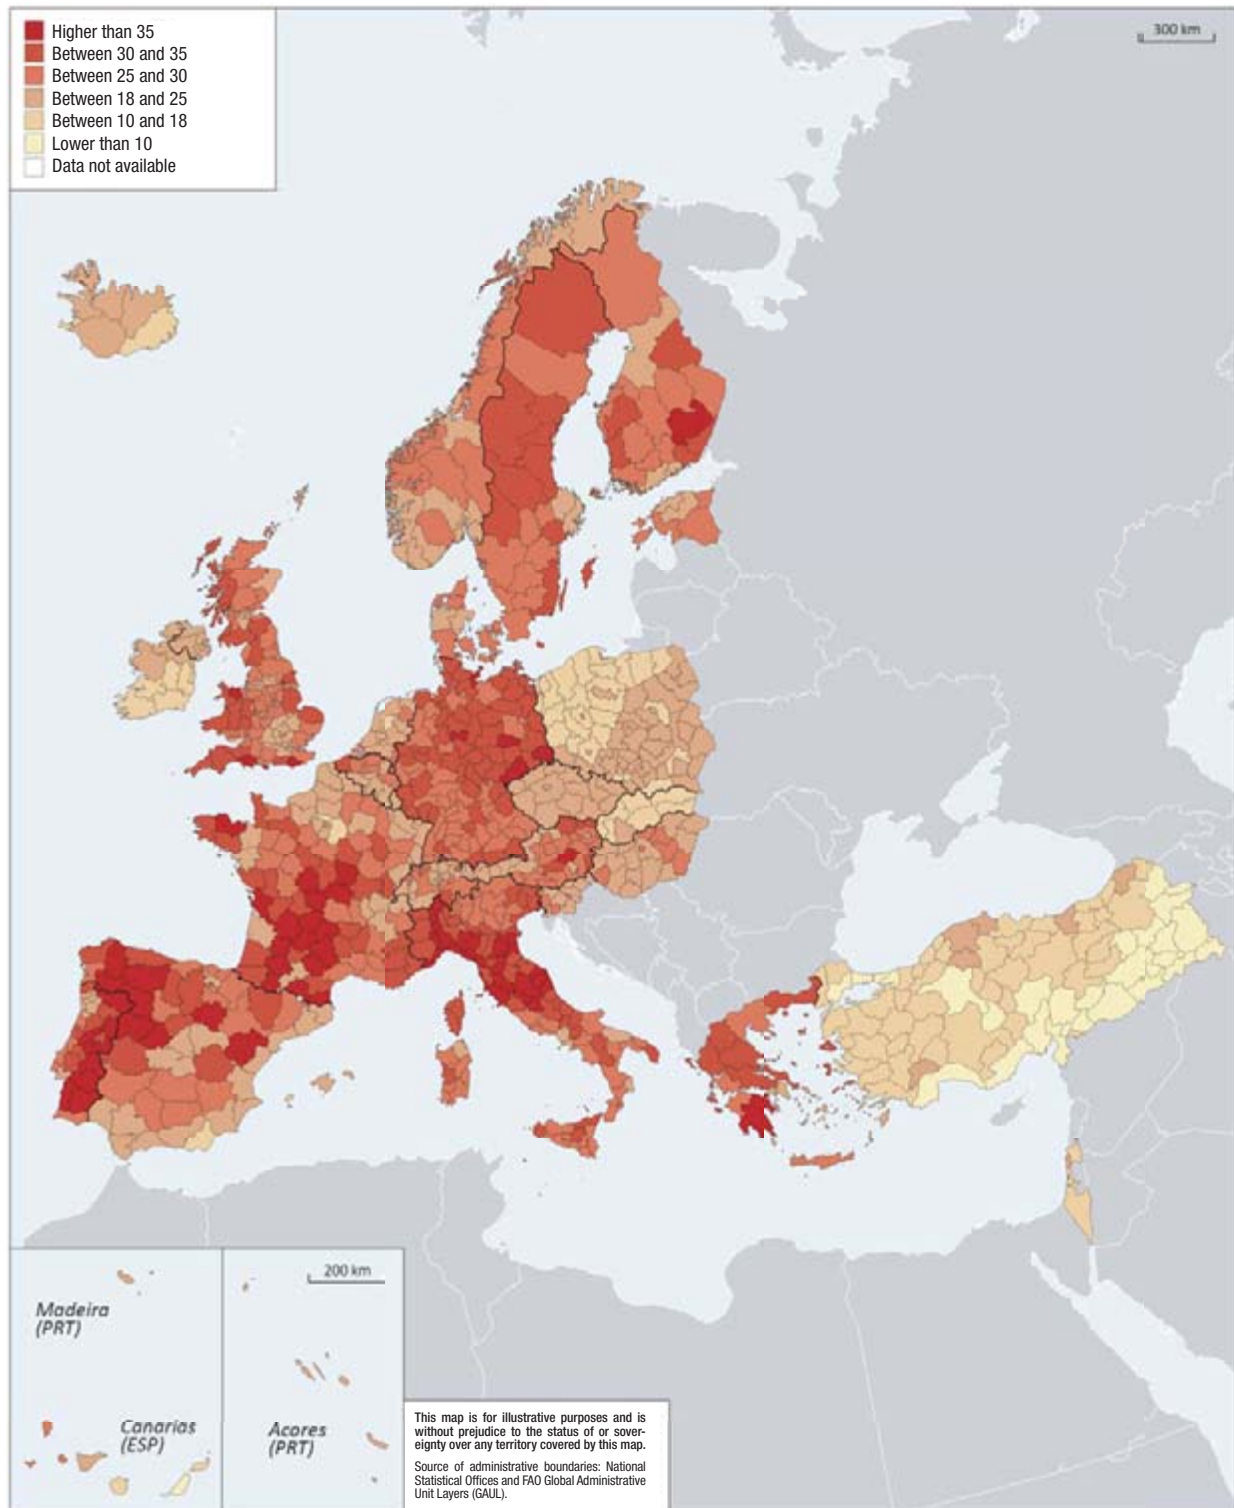 Higher than 35
Between 30 and 35
Between 25 and 30
Between 18 and 25
Between 10 and 18
Lower than 10
Data not available
300 km
200 km
Madeira
(PRT)
Canarias
(ESP)
Acores
(PRT)
This map is for illustrative purposes and is
without prejudice to the status of or sover-
eignty over any territory covered by this map.
Source of administrative boundaries: National
Statistical Offices and FAO Global Administrative
Unit Layers (GAUL).